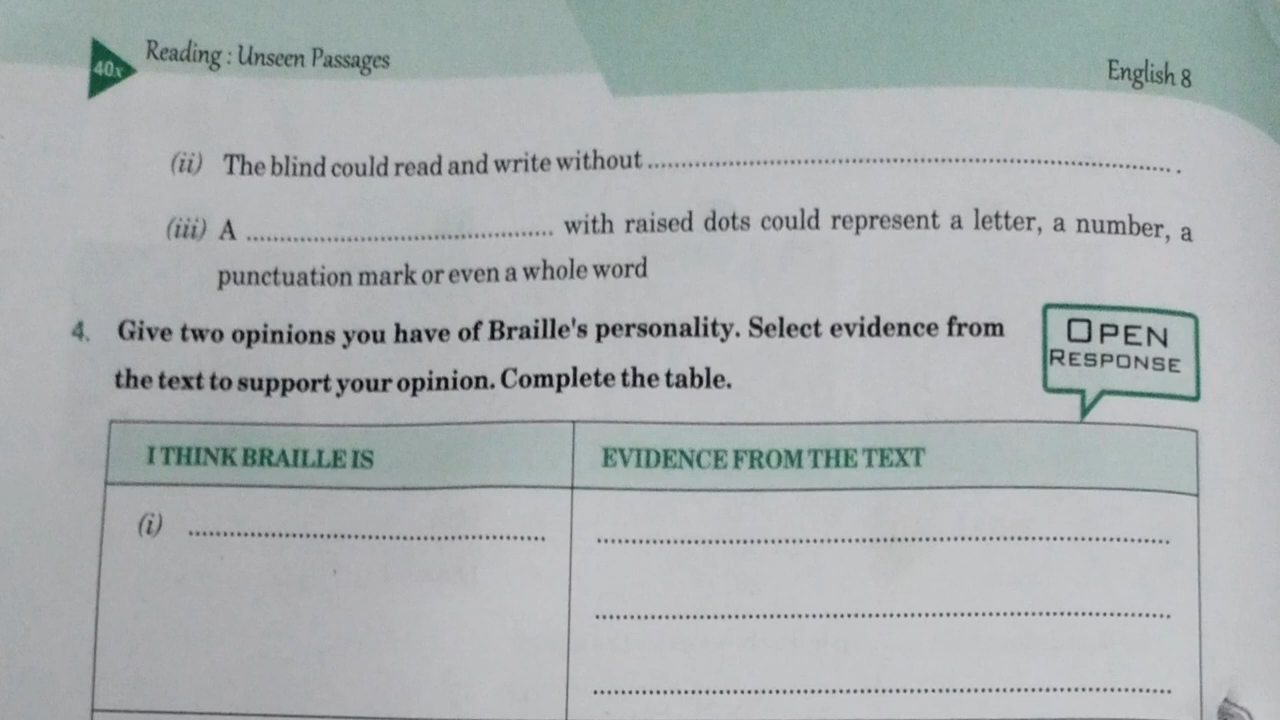 40x Reading : Unseen Passages
English 8
(ii) The blind could read and write without ........................................................................ .
(iii) A .......................................... with raised dots could represent a letter, a number, a
punctuation mark or even a whole word
4. Give two opinions you have of Braille's personality. Select evidence from
the text to support your opinion. Complete the table.
OPEN
RESPONSE
I THINK BRAILLE IS
EVIDENCE FROM THE TEXT
(i) ..................................................